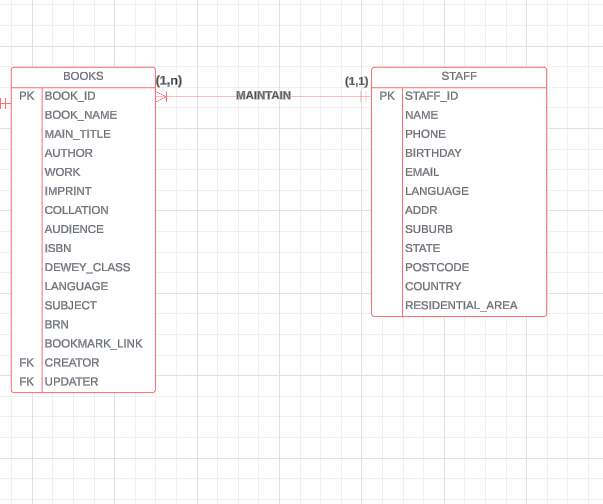 BOOKS
(1,n)
PK BOOK_ID
BOOK_NAME
MAIN_TITLE
AUTHOR
WORK
IMPRINT
COLLATION
AUDIENCE
ISBN
DEWEY_CLASS
LANGUAGE
SUBJECT
BRN
BOOKMARK_LINK
FK CREATOR
FK UPDATER
MAINTAIN
(1,1)
STAFF
PK STAFF_ID
NAME
PHONE
BIRTHDAY
EMAIL
LANGUAGE
ADDR
SUBURB
STATE
POSTCODE
COUNTRY
RESIDENTIAL_AREA